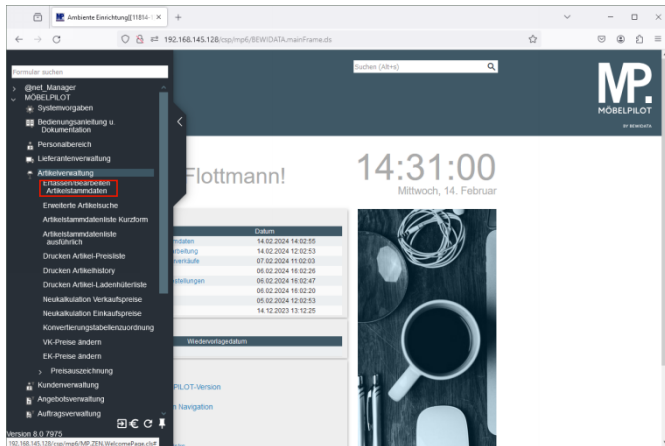 Ambiente Einrichtung[[11814-1
192.168.145.128/csp/mp6/BEWIDATA.mainFrame.cls
Formular suchen
Suchen (Alt+s)
@net_Manager
MÖBELPILOT
Systemvorgaben
Bedienungsanleitung u.
Dokumentation
Personalbereich
Lieferantenverwaltung
Artikelverwaltung
Erfassen/bearbeiten
Artikelstammdaten
Erweiterte Artikelsuche
Artikelstammdatenliste Kurzform
Artikelstammdatenliste
ausführlich
Drucken Artikel-Preisliste
Drucken Artikelhistory
Drucken Artikel-Ladenhüterliste
Neukalkulation Verkaufspreise
Neukalkulation Einkaufspreise
Konvertierungstabellenzuordnung
VK-Preise ändern
EK-Preise ändern
Preisauszeichnung
Kundenverwaltung
Angebotsverwaltung
Auftragsverwaltung
Version 8.0 7975
192.168.145.128/csp/mp6/MP.ZEN.WelcomePage.cls#
MP.
MÖBELPILOT
BY BEWIDATA
Flottmann!
14:31:00
Mittwoch, 14. Februar
Datum
mdaten 14.02.2024 14:02:55
rbeitung 14.02.2024 12:02:53
nverkäufe 07.02.2024 11:02:03
06.02.2024 16:02:26
estellungen 06.02.2024 16:02:47
06.02.2024 16:02:20
05.02.2024 12:02:53
14.12.2023 13:12:25
Wiedervorlagedatum
PILOT-Version
n Navigation